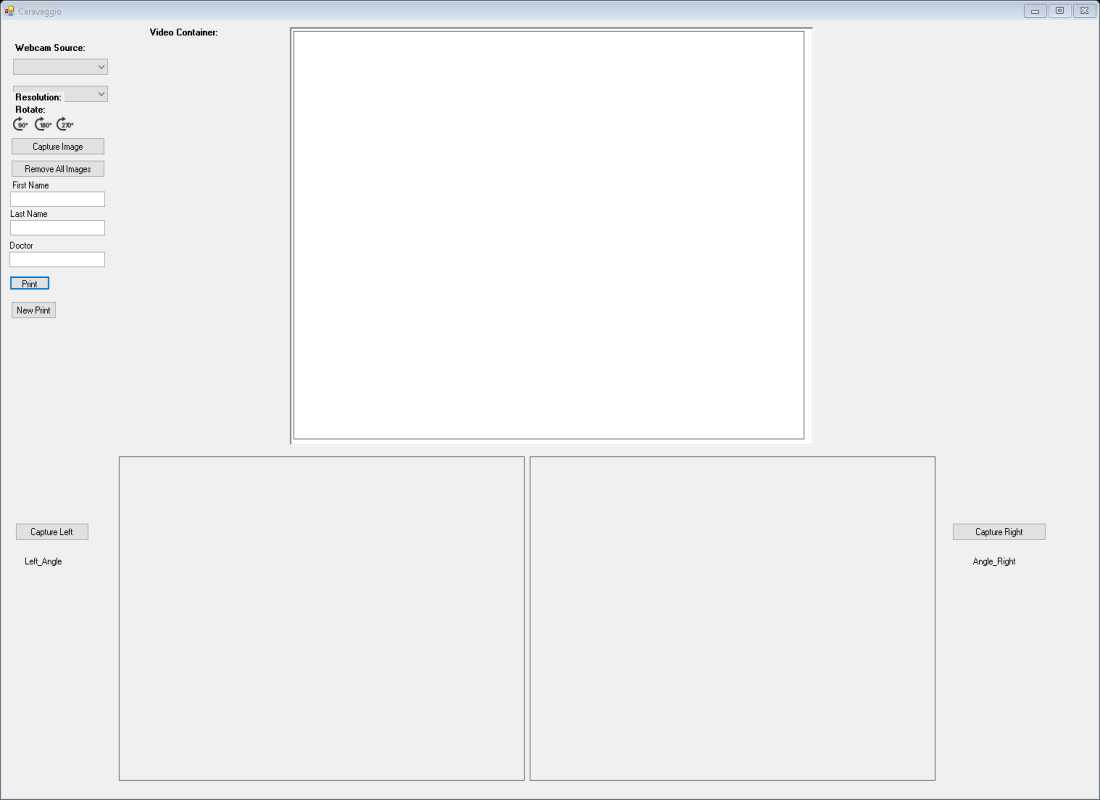 Caravaggio
Video Container:
Webcam Source:
Resolution:
Rotate:
90° 180° 270°
Capture Image
Remove All Images
First Name
Last Name
Doctor
Print
New Print
Capture Left
Left_Angle
Capture Right
Angle_Right